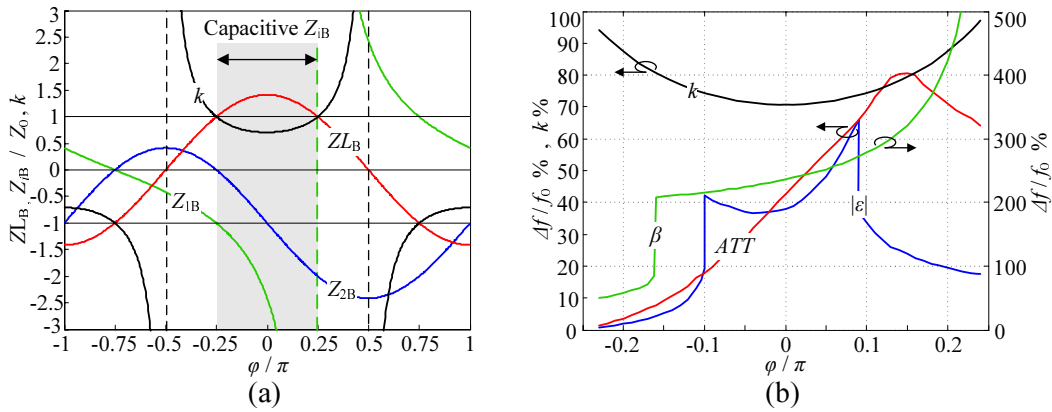 Capacitive Z_iB
ZL_B, Z_iB / Z_O, k
3
2.5
2
1.5
1
0.5
0
-0.5
-1
-1.5
-2
-2.5
3
k
ZL_B
Z_1B
Z_2B
-1
-0.75
-0.5
-0.25
0
0.25
0.5
0.75
1
φ / π
(a)
Δf / f_O %, k %
100
90
80
70
60
50
40
30
20
10
0
k
β
ATT
|ε|
500
400
300
200
100
0
Δf / f_O %
-0.2
-0.1
0
0.1
0.2
φ / π
(b)